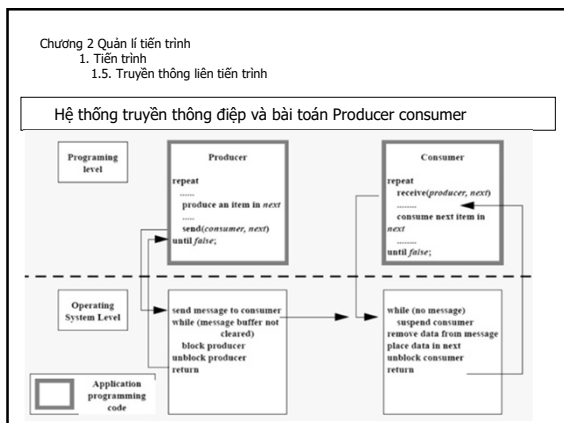 Chương 2 Quản lí tiến trình
1. Tiến trình
1.5. Truyền thông liên tiến trình
Hệ thống truyền thông điệp và bài toán Producer consumer
Programing
level
Producer
repeat
......
produce an item in next
.....
send(consumer, next)
until false;
Consumer
repeat
receive(producer, next)
........
consume next item in
next
........
until false;
Operating
System Level
send message to consumer
while (message buffer not
cleared)
block producer
unblock producer
return
while (no message)
suspend consumer
remove data from message
place data in next
unblock consumer
return
Application
programming
code